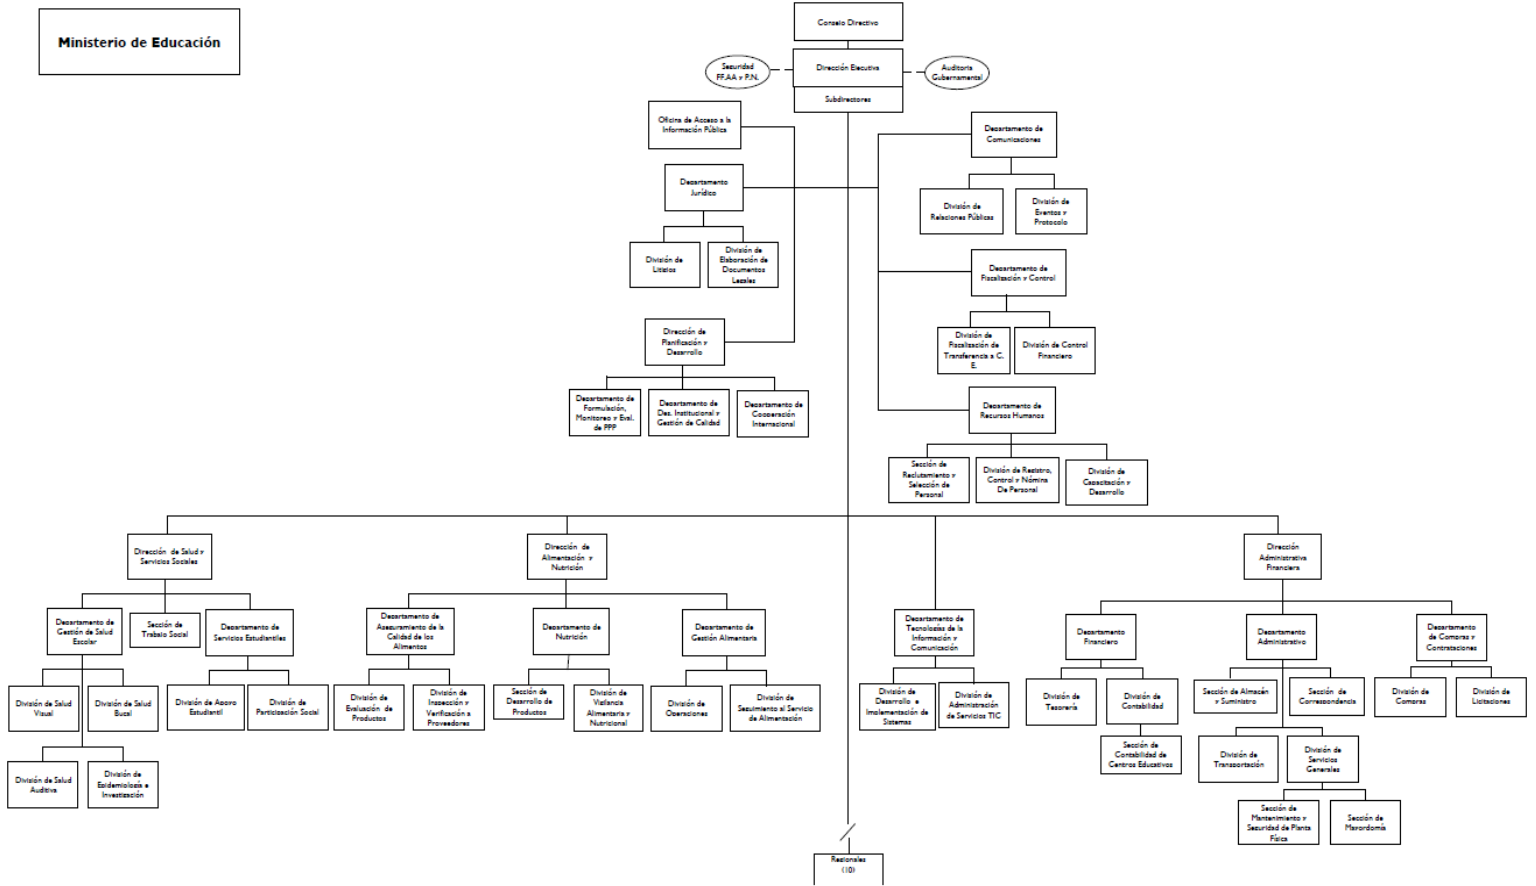 Ministerio de Educación
Consejo Directivo
Seguridad
FF.AA y P.N.
Dirección Ejecutiva
Auditoria
Gubernamental
Subdirectores
Oficina de Acceso a la
Información Pública
Departamento de
Comunicaciones
Departamento
Jurídico
División de
Relaciones Públicas
División de
Eventos y
Protocolo
División de
Litigios
División de
Elaboración de
Documentos
Legales
Departamento de
Fiscalización y Control
Dirección de
Planificación y
Desarrollo
División de
Fiscalización de
Transferencia a C.
E.
División de Control
Financiero
Departamento de
Formulación,
Monitoreo y Eval.
de PPP
Departamento de
Des. Institucional y
Gestión de Calidad
Departamento de
Cooperación
Internacional
Departamento de
Recursos Humanos
Sección de
Reclutamiento y
Selección de
Personal
División de Registro,
Control y Nómina
De Personal
División de
Capacitación y
Desarrollo
Dirección de Salud y
Servicios Sociales
Dirección de
Alimentación y
Nutrición
Dirección
Administrativa
Financiera
Departamento de
Gestión de Salud
Escolar
Sección de
Trabajo Social
Departamento de
Servicios Estudiantiles
Departamento de
Aseguramiento de la
Calidad de los
Alimentos
Departamento de
Nutrición
Departamento de
Gestión Alimentaria
Departamento de
Tecnologías de la
Información y
Comunicación
Departamento
Financiero
Departamento
Administrativo
Departamento
de Compras y
Contrataciones
División de Salud
Visual
División de Salud
Bucal
División de Apoyo
Estudiantil
División de
Participación Social
División de
Evaluación de
Productos
División de
Inspección y
Verificación a
Proveedores
Sección de
Desarrollo de
Productos
División de
Vigilancia
Alimentaria y
Nutricional
División de
Operaciones
División de
Seguimiento al Servicio
de Alimentación
División de
Desarrollo e
Implementación de
Sistemas
División de
Administración
de Servicios TIC
División de
Tesorería
División de
Contabilidad
Sección de Almacén
y Suministro
Sección de
Correspondencia
División de
Compras
División de
Licitaciones
División de Salud
Auditiva
División de
Epidemiología e
Investigación
Sección de
Contabilidad de
Centros Educativos
División de
Transportación
División de
Servicios
Generales
Sección de
Mantenimiento y
Seguridad de Planta
Física
Sección de
Mayordomía
Regionales
(10)